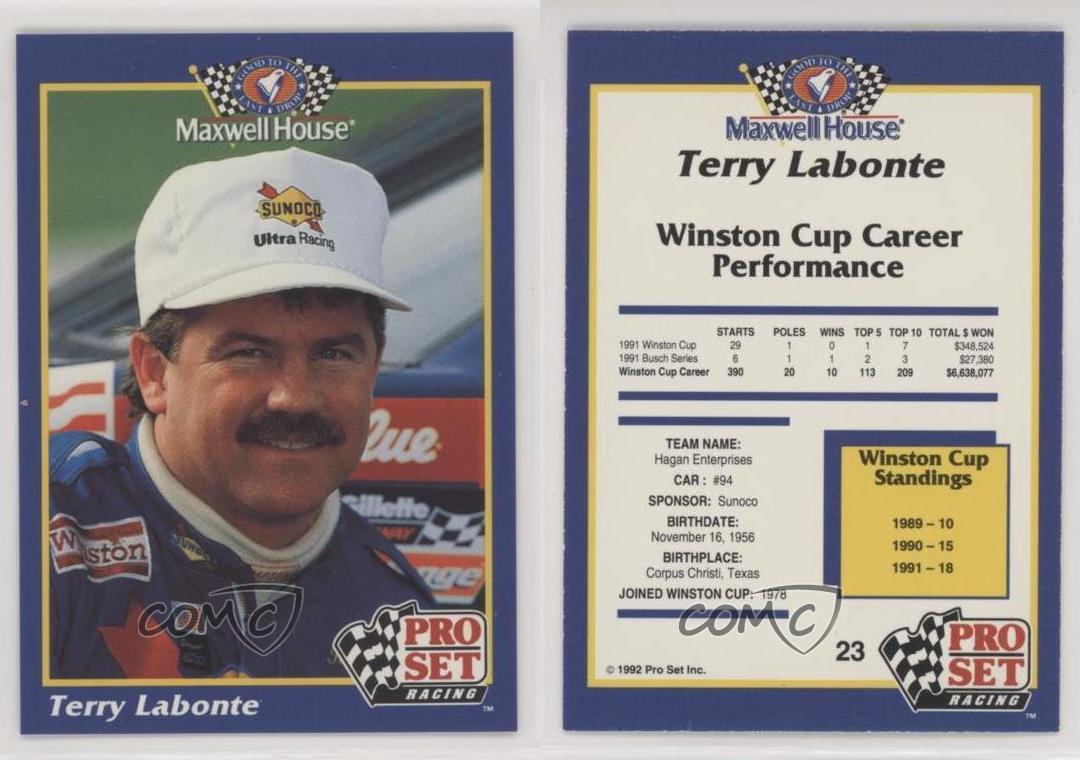 GOOD TO THE
LAST DROP
Maxwell House®
SUNOCO
Ultra Racing
lue
Gillette
nge
Winston
SUNOCO
COMC
PRO
SET
RACING
™
Terry Labonte
GOOD TO THE
LAST DROP
Maxwell House®
Terry Labonte
Winston Cup Career
Performance
STARTS POLES WINS TOP 5 TOP 10 TOTAL $ WON
1991 Winston Cup 29 1 0 1 7 $348,524
1991 Busch Series 6 1 1 2 3 $27,380
Winston Cup Career 390 20 10 113 209 $6,638,077
TEAM NAME:
Hagan Enterprises
CAR : #94
SPONSOR: Sunoco
BIRTHDATE:
November 16, 1956
BIRTHPLACE:
Corpus Christi, Texas
JOINED WINSTON CUP: 1978
Winston Cup
Standings
1989 – 10
1990 – 15
1991 – 18
COMC
23
© 1992 Pro Set Inc.
PRO
SET
RACING
™